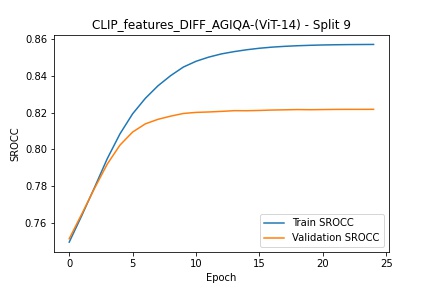 CLIP_features_DIFF_AGIQA-(ViT-14) - Split 9
0.86
0.84
0.82
0.80
0.78
0.76
SROCC
Train SROCC
Validation SROCC
0 5 10 15 20 25
Epoch